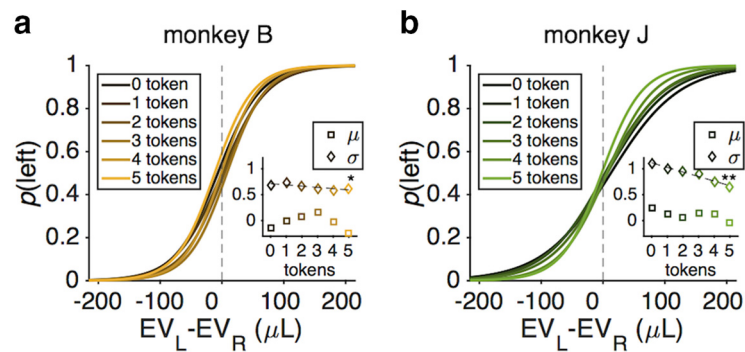 a
monkey B
1
0.8
0.6
0.4
0.2
0
p(left)
0 token
1 token
2 tokens
3 tokens
4 tokens
5 tokens
μ
σ
*
1
0.5
0
0 1 2 3 4 5
tokens
-200 -100 0 100 200
EVL-EVR (μL)
b
monkey J
1
0.8
0.6
0.4
0.2
0
p(left)
0 token
1 token
2 tokens
3 tokens
4 tokens
5 tokens
μ
σ
**
1
0.5
0
0 1 2 3 4 5
tokens
-200 -100 0 100 200
EVL-EVR (μL)